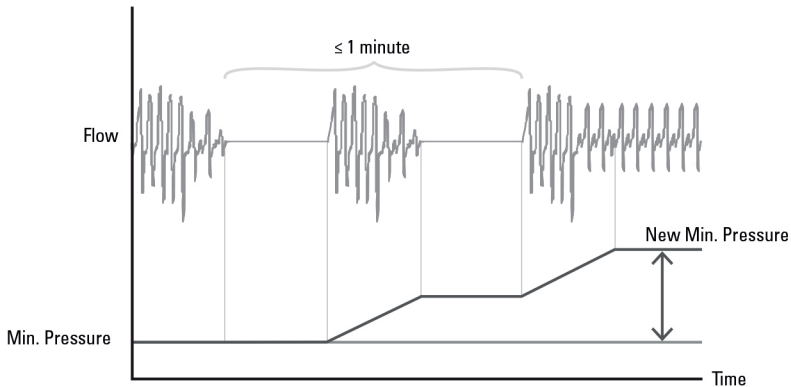 ≤ 1 minute
Flow
New Min. Pressure
Min. Pressure
Time